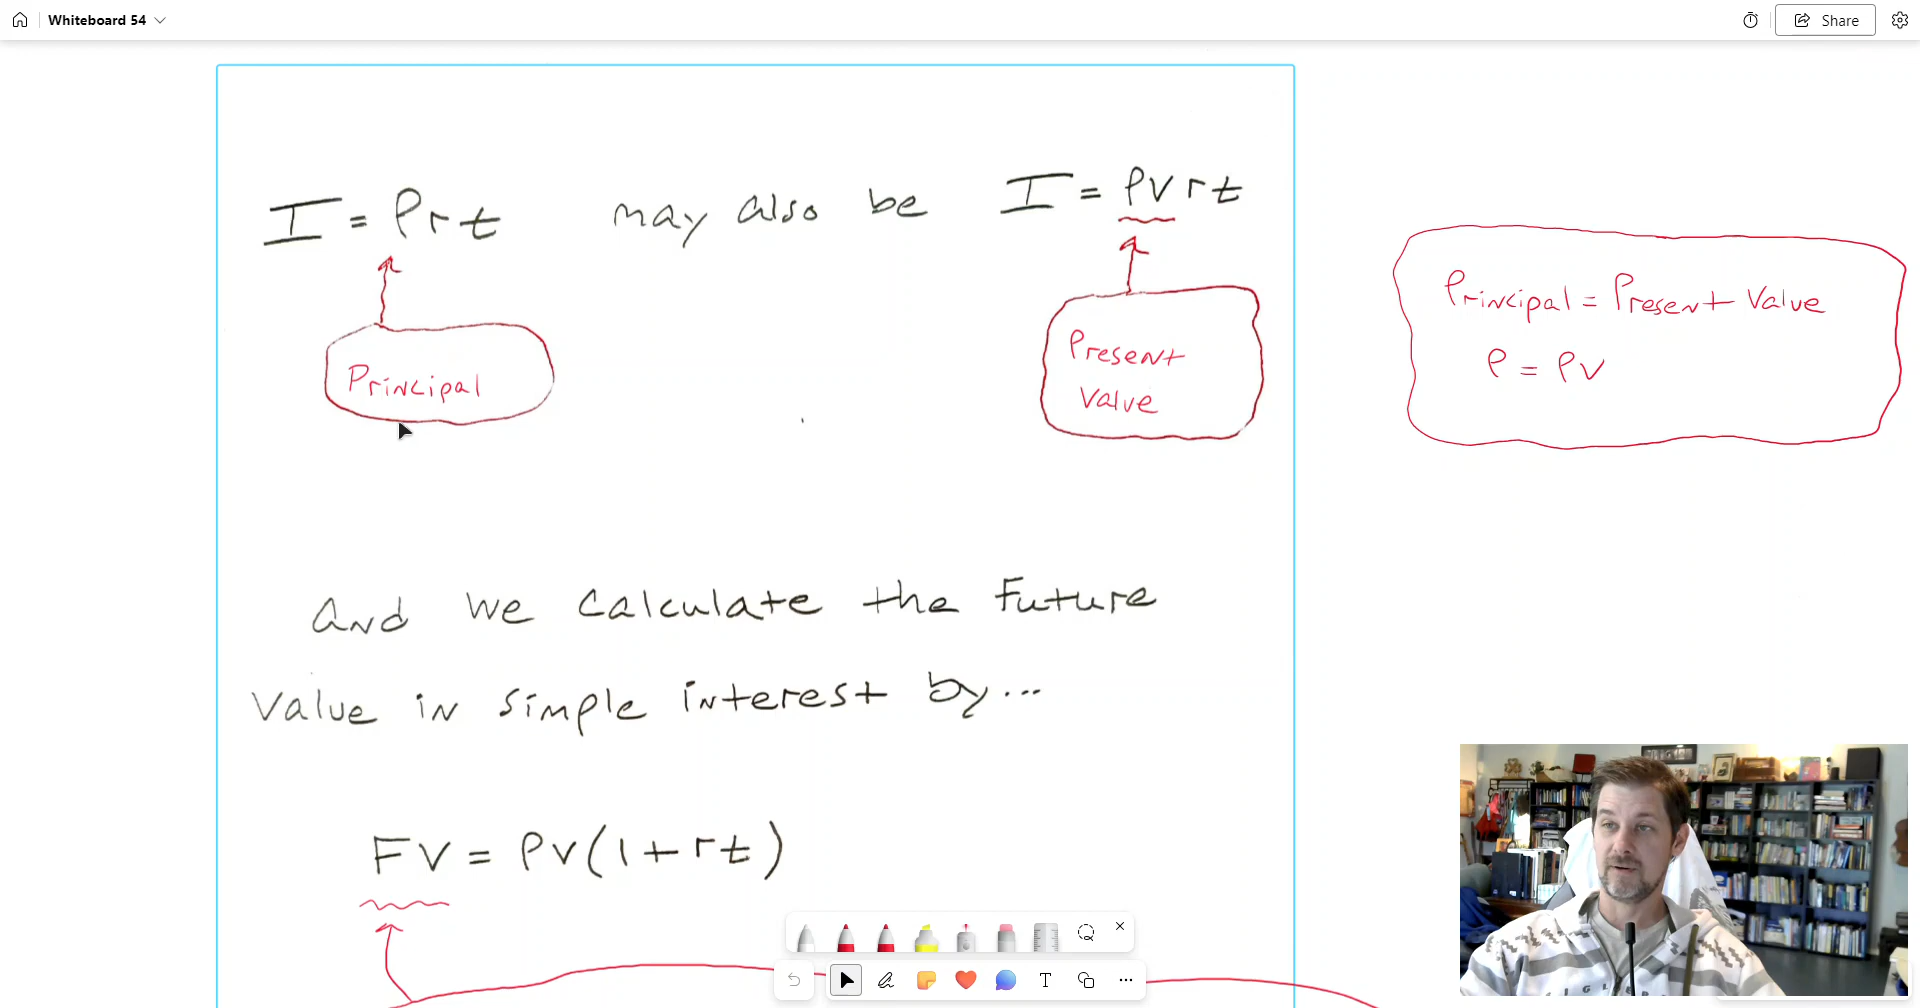 Whiteboard 54
Share
I = Prt may also be I = PVrt
Principal
Present
Value
Principal = Present Value
P = PV
And we calculate the Future
Value in simple interest by...
FV = PV(1+rt)
T